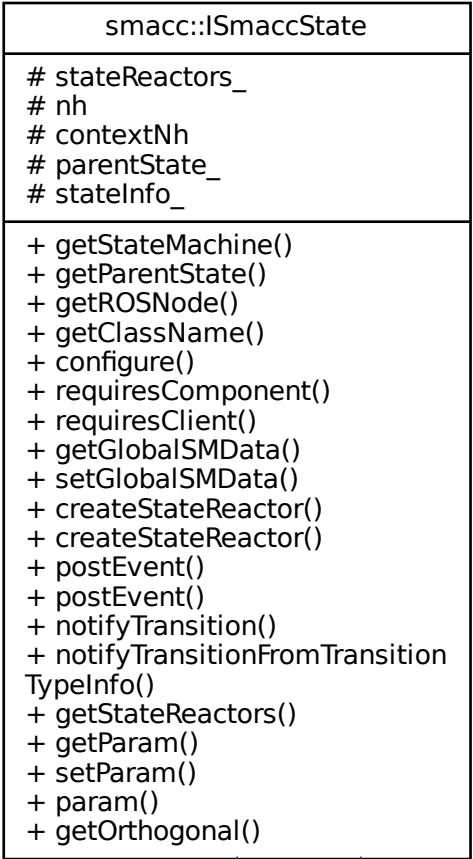 smacc::ISmaccState
# stateReactors_
# nh
# contextNh
# parentState_
# stateInfo_
+ getStateMachine()
+ getParentState()
+ getROSNode()
+ getClassName()
+ configure()
+ requiresComponent()
+ requiresClient()
+ getGlobalSMData()
+ setGlobalSMData()
+ createStateReactor()
+ createStateReactor()
+ postEvent()
+ postEvent()
+ notifyTransition()
+ notifyTransitionFromTransition
TypeInfo()
+ getStateReactors()
+ getParam()
+ setParam()
+ param()
+ getOrthogonal()